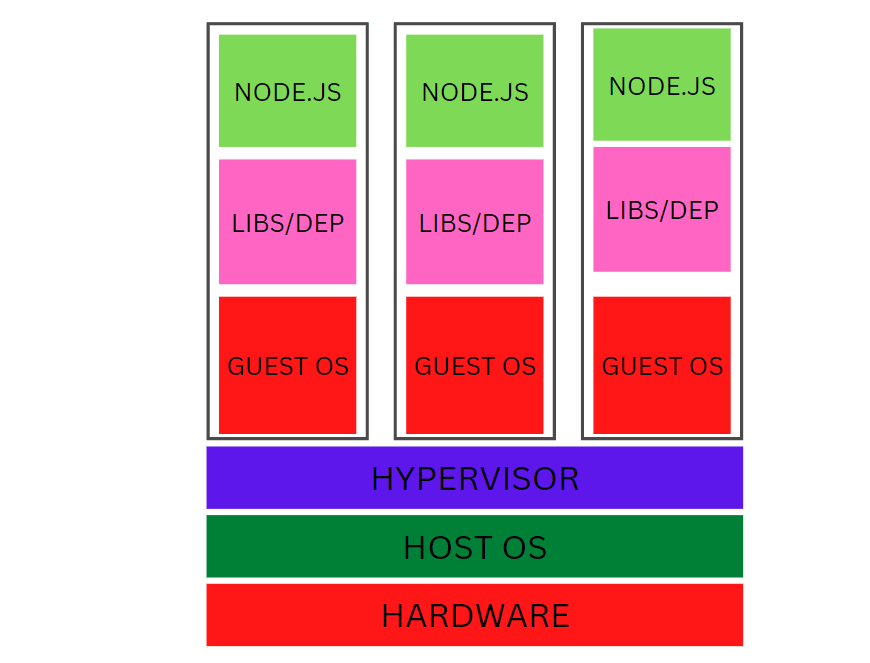 NODE.JS
NODE.JS
NODE.JS
LIBS/DEP
LIBS/DEP
LIBS/DEP
GUEST OS
GUEST OS
GUEST OS
HYPERVISOR
HOST OS
HARDWARE